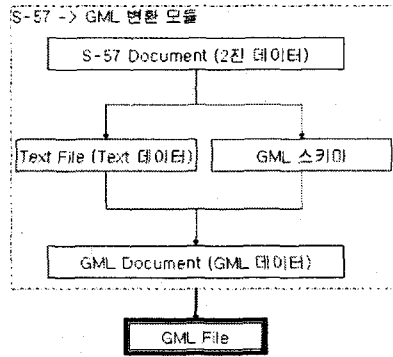 S-57 -> GML 변환 모듈
S-57 Document (2진 데이터)
Text File (Text 데이터)
GML 스키마
GML Document (GML 데이터)
GML File